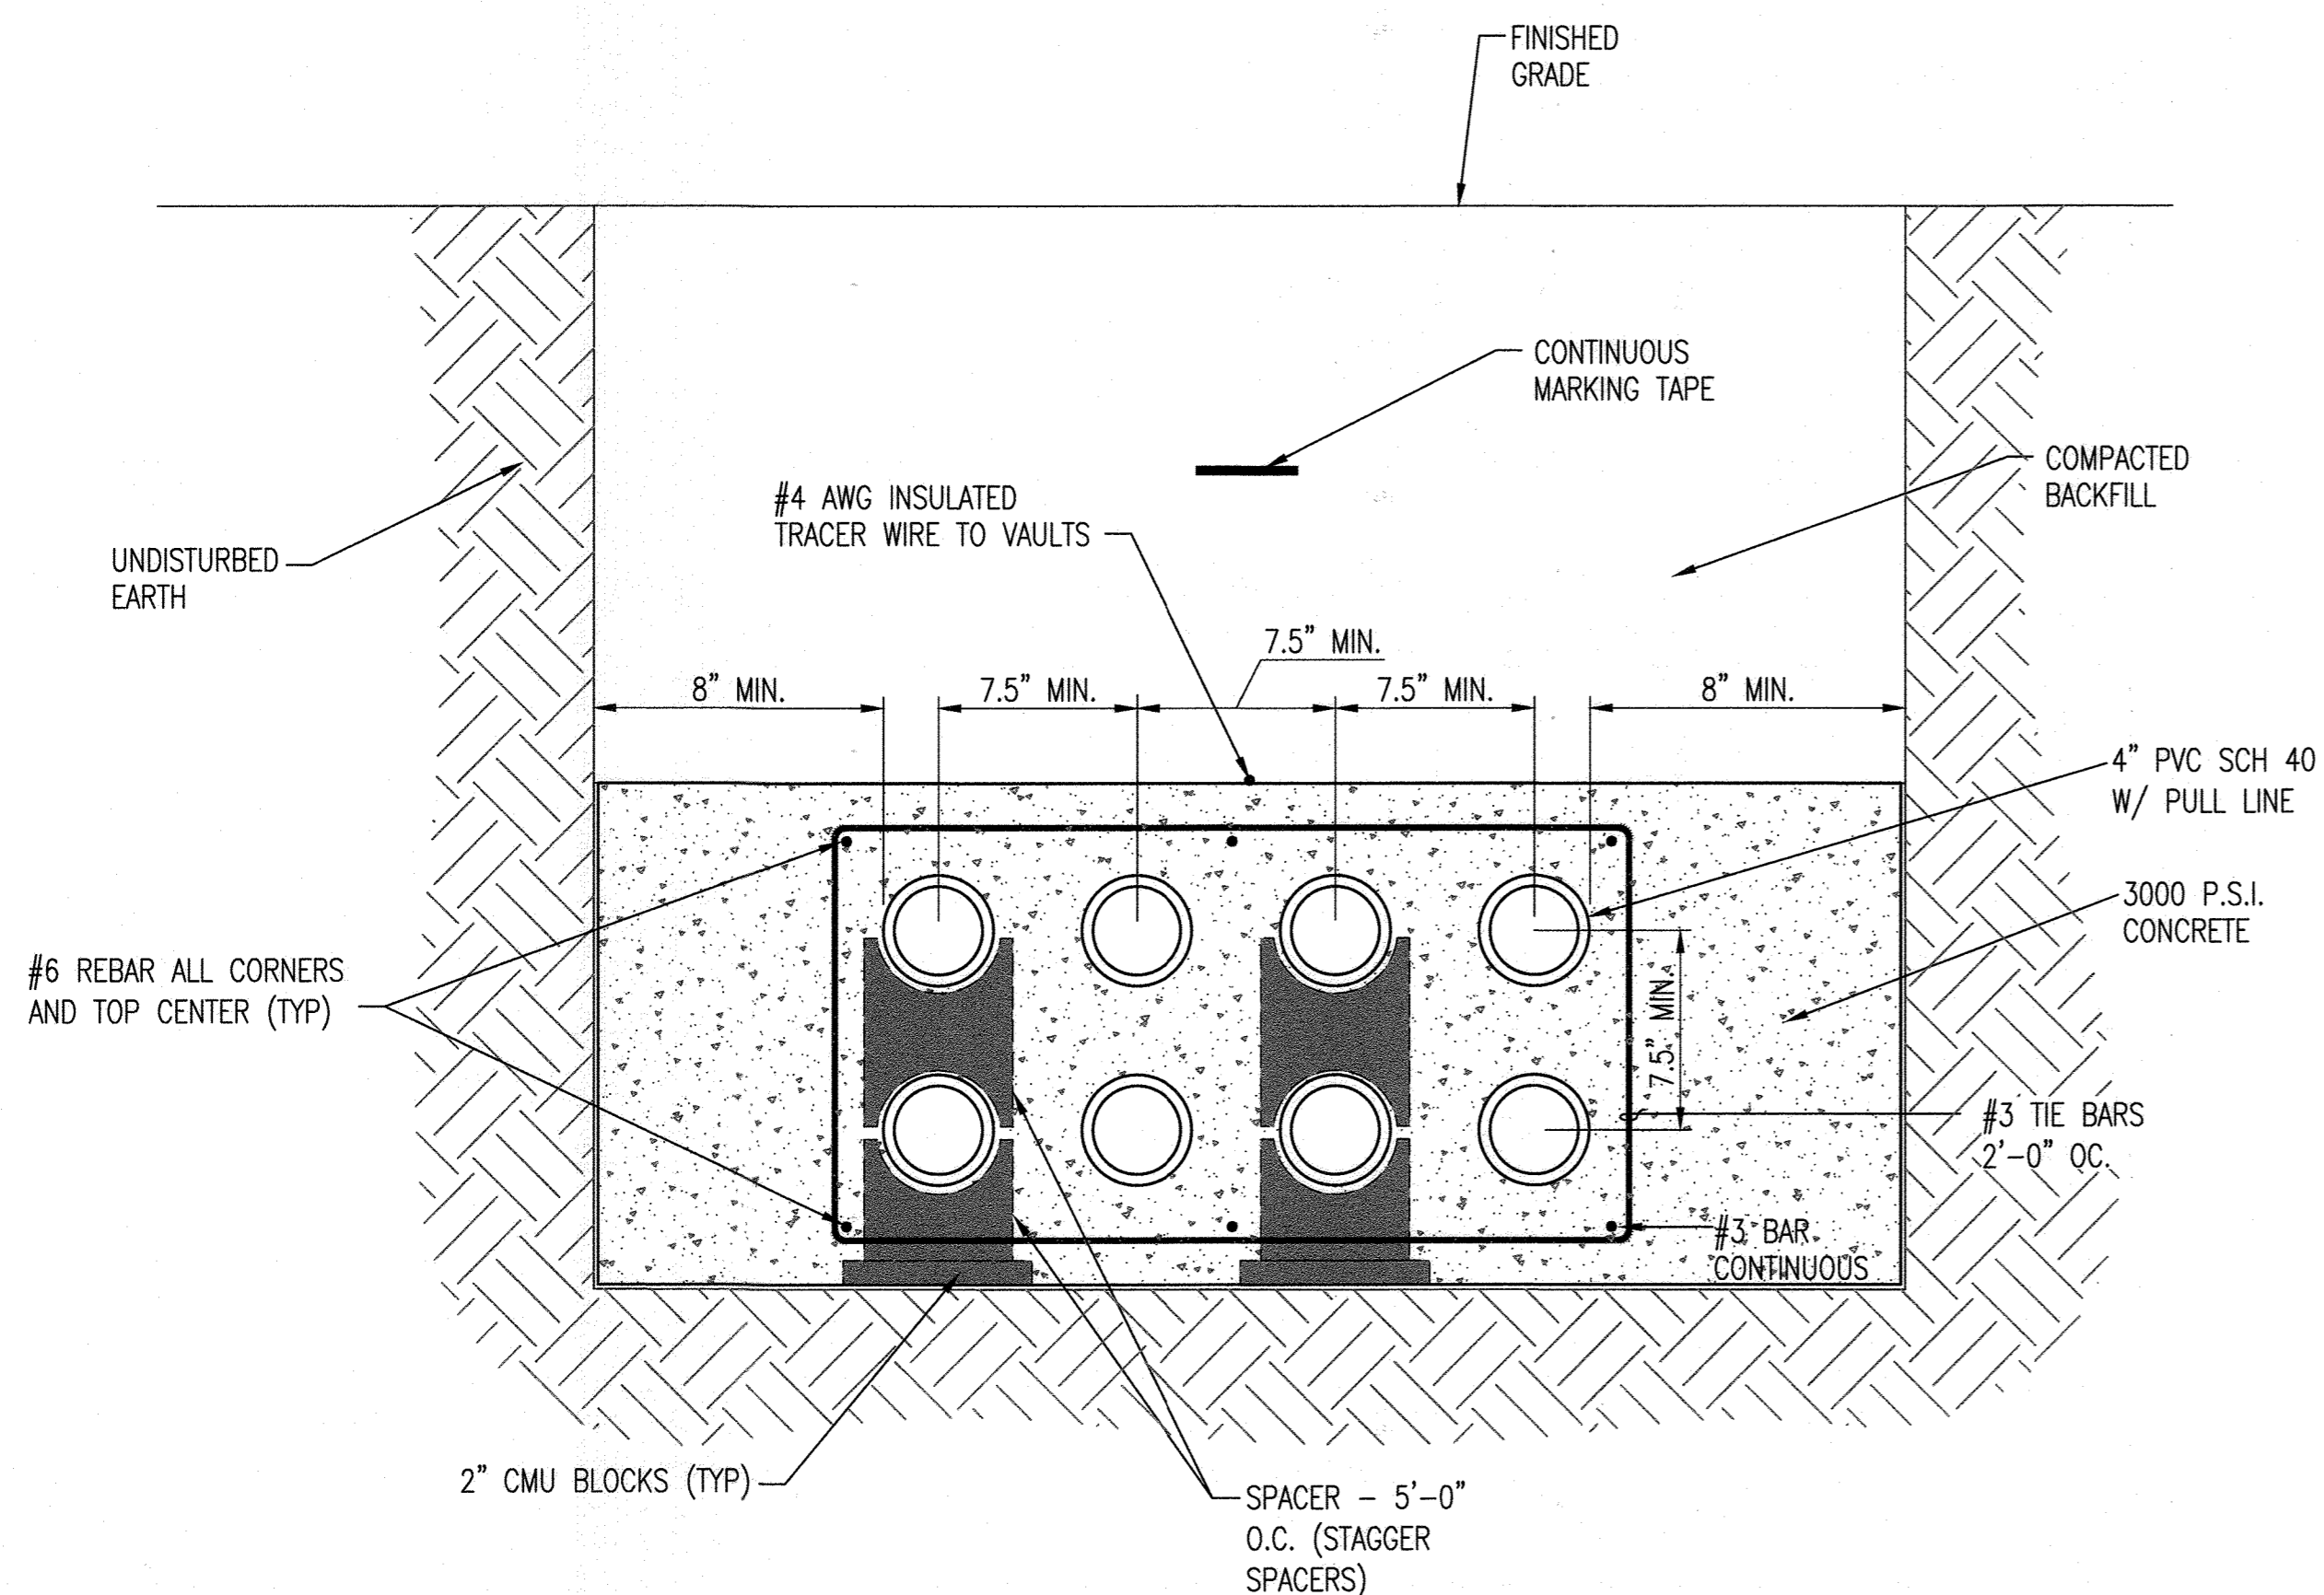 FINISHED
GRADE
CONTINUOUS
MARKING TAPE
COMPACTED
BACKFILL
#4 AWG INSULATED
TRACER WIRE TO VAULTS
UNDISTURBED
EARTH
7.5" MIN.
8" MIN.
7.5" MIN.
7.5" MIN.
8" MIN.
4" PVC SCH 40
W/ PULL LINE
3000 P.S.I.
CONCRETE
#6 REBAR ALL CORNERS
AND TOP CENTER (TYP)
7.5" MIN.
#3 TIE BARS
2'-0" OC.
#3 BAR
CONTINUOUS
2" CMU BLOCKS (TYP)
SPACER - 5'-0"
O.C. (STAGGER
SPACERS)